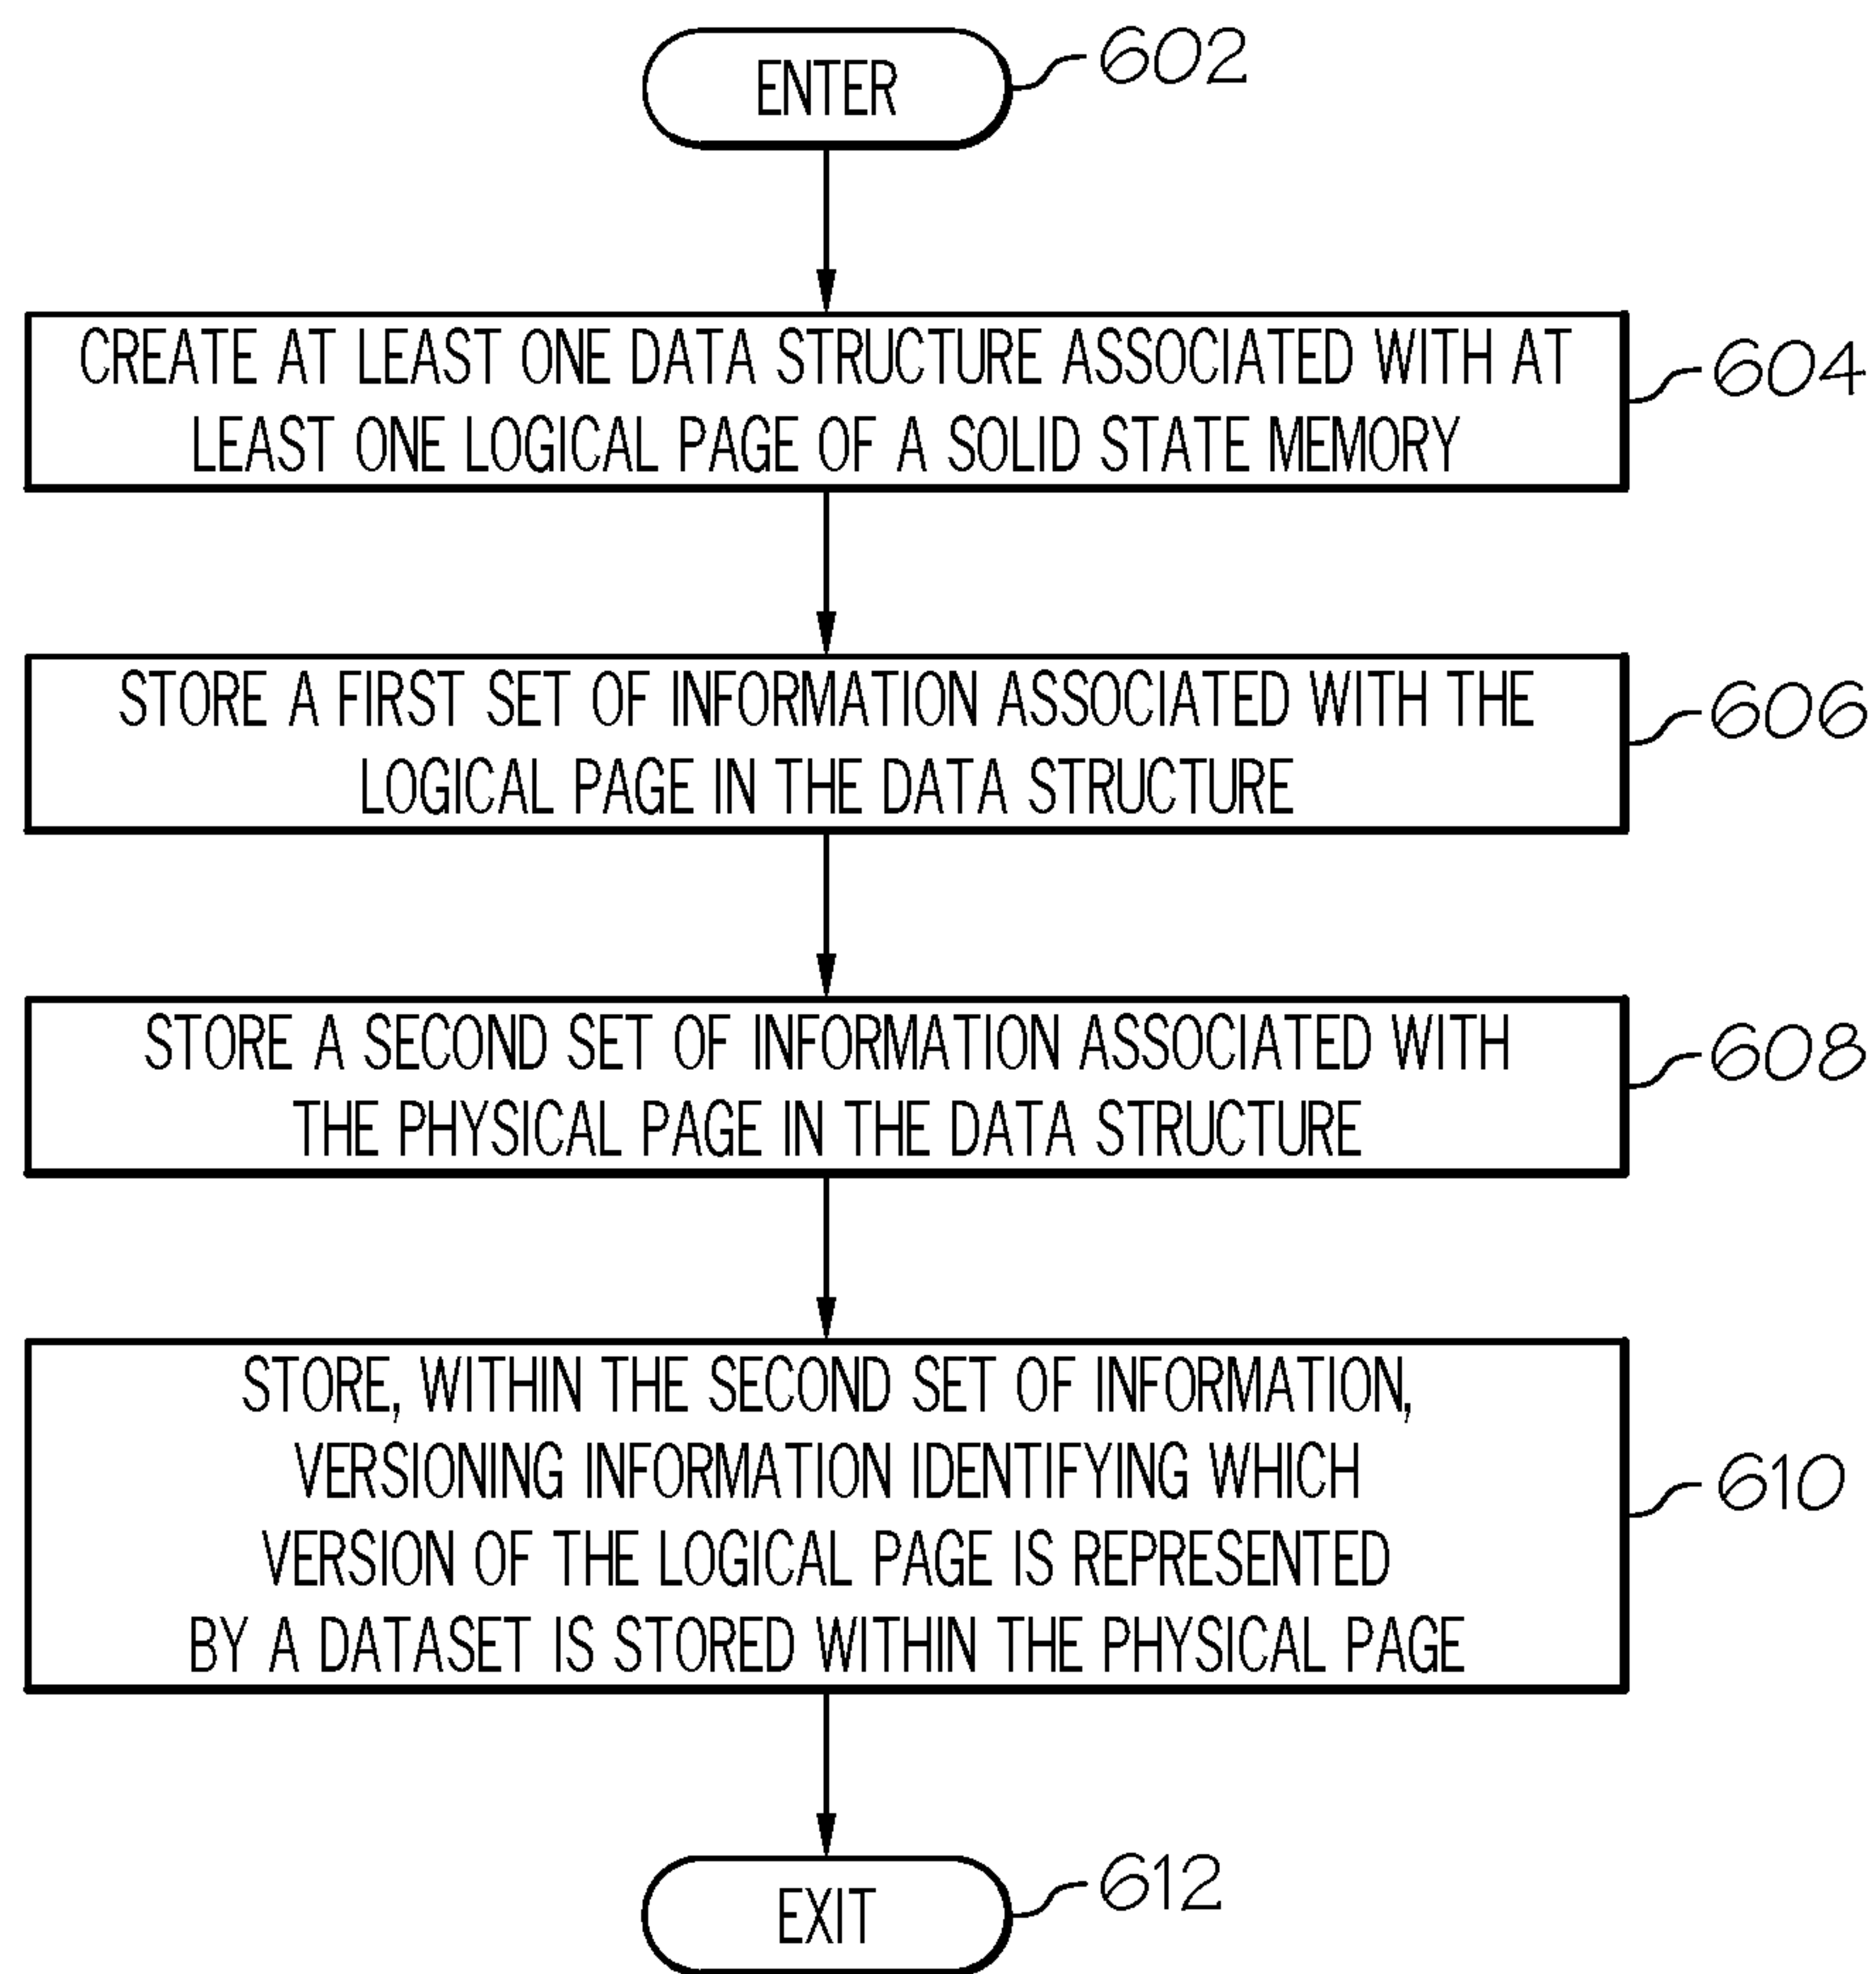 ENTER
602
CREATE AT LEAST ONE DATA STRUCTURE ASSOCIATED WITH AT
LEAST ONE LOGICAL PAGE OF A SOLID STATE MEMORY
604
STORE A FIRST SET OF INFORMATION ASSOCIATED WITH THE
LOGICAL PAGE IN THE DATA STRUCTURE
606
STORE A SECOND SET OF INFORMATION ASSOCIATED WITH
THE PHYSICAL PAGE IN THE DATA STRUCTURE
608
STORE, WITHIN THE SECOND SET OF INFORMATION,
VERSIONING INFORMATION IDENTIFYING WHICH
VERSION OF THE LOGICAL PAGE IS REPRESENTED
BY A DATASET IS STORED WITHIN THE PHYSICAL PAGE
610
EXIT
612